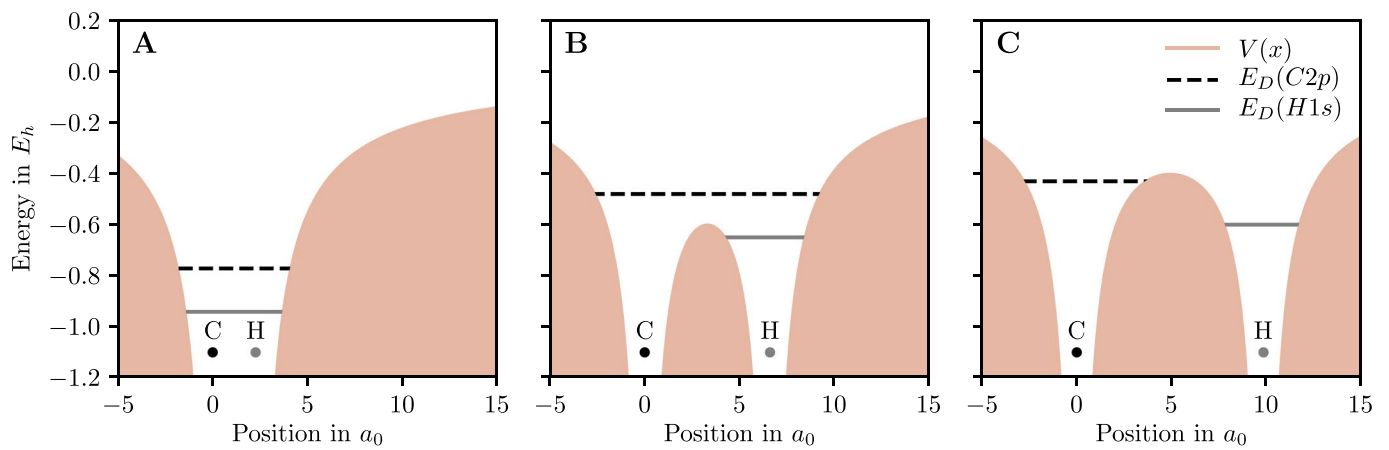 A
B
C
V(x)
E_D(C2p)
E_D(H1s)
Energy in E_h
0.2
0.0
−0.2
−0.4
−0.6
−0.8
−1.0
−1.2
C H
C H
C H
−5 0 5 10 15
−5 0 5 10 15
−5 0 5 10 15
Position in a_0
Position in a_0
Position in a_0